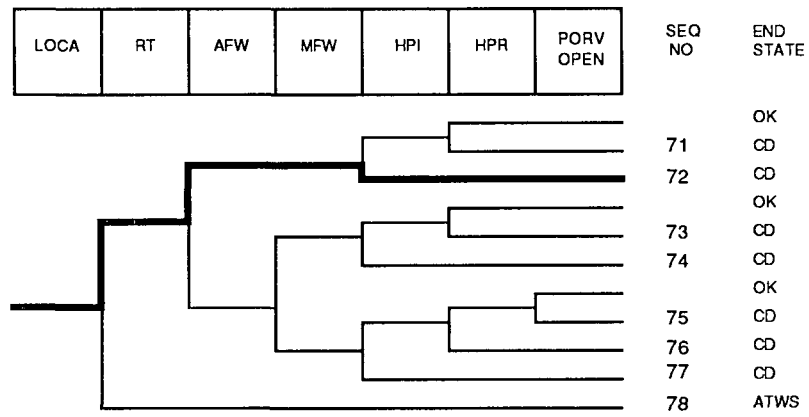 LOCA RT AFW MFW HPI HPR PORV OPEN SEQ NO END STATE
OK
71 CD
72 CD
OK
73 CD
74 CD
OK
75 CD
76 CD
77 CD
78 ATWS